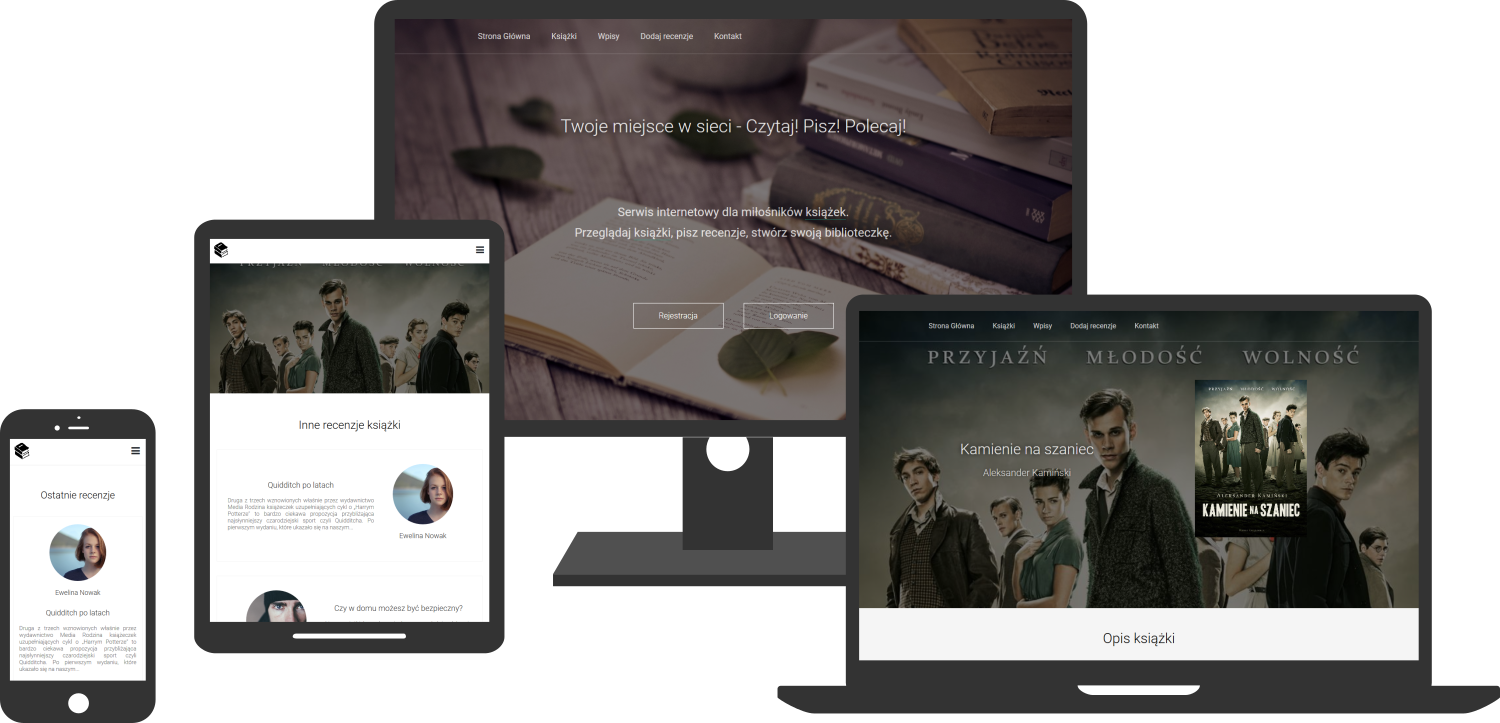 Strona Główna Książki Wpisy Dodaj recenzje Kontakt
Twoje miejsce w sieci - Czytaj! Pisz! Polecaj!
Serwis internetowy dla miłośników książek.
Przeglądaj książki, pisz recenzje, stwórz swoją biblioteczkę.
Rejestracja Logowanie
PRZYJAŹŃ MŁODOŚĆ WOLNOŚĆ
Inne recenzje książki
Quidditch po latach
Druga z trzech wznowionych właśnie przez wydawnictwo
Media Rodzina książeczek uzupełniających cykl o „Harrym
Potterze" to bardzo ciekawa propozycja przybliżająca
najsłynniejszy czarodziejski sport czyli Quidditcha. Po
pierwszym wydaniu, które ukazało się na naszym...
Ewelina Nowak
Czy w domu możesz być bezpieczny?
Ostatnie recenzje
Ewelina Nowak
Quidditch po latach
Druga z trzech wznowionych właśnie przez
wydawnictwo Media Rodzina książeczek
uzupełniających cykl o „Harrym Potterze" to
bardzo ciekawa propozycja przybliżająca
najsłynniejszy czarodziejski sport czyli
Quidditcha. Po pierwszym wydaniu, które
ukazało się na naszym...
Strona Główna Książki Wpisy Dodaj recenzje Kontakt
PRZYJAŹŃ MŁODOŚĆ WOLNOŚĆ
Kamienie na szaniec
Aleksander Kamiński
PRZYJAŹŃ MŁODOŚĆ WOLNOŚĆ
ALEKSANDER KAMIŃSKI
KAMIENIE NA SZANIEC
Opis książki